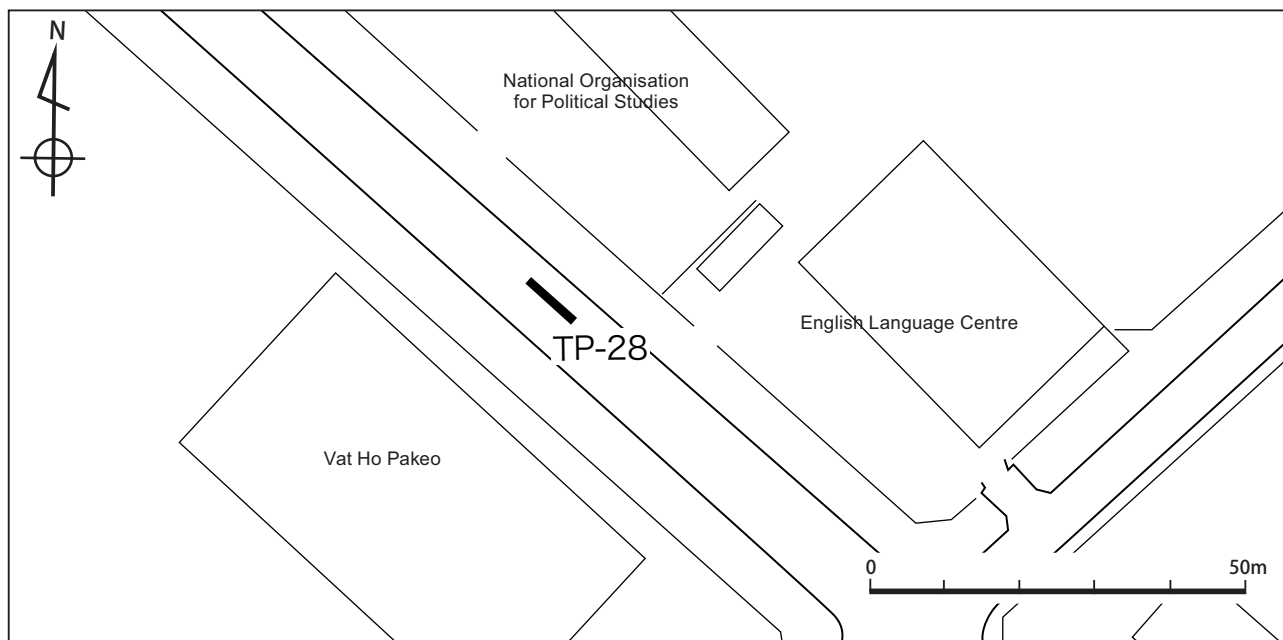 N
National Organisation
for Political Studies
English Language Centre
TP-28
Vat Ho Pakeo
0 50m